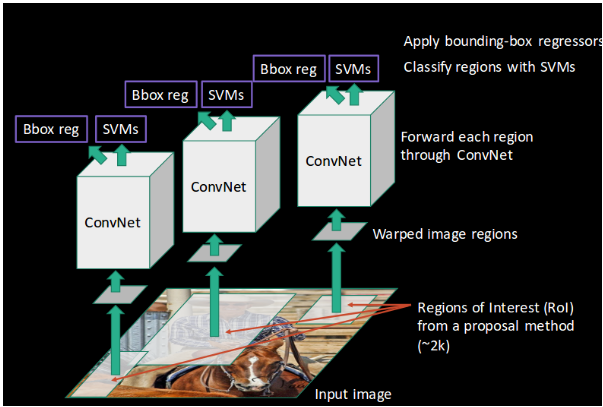 Apply bounding-box regressors
Bbox reg
SVMs
Classify regions with SVMs
Bbox reg
SVMs
Bbox reg
SVMs
Forward each region
through ConvNet
ConvNet
ConvNet
ConvNet
Warped image regions
Regions of Interest (RoI)
from a proposal method
(~2k)
Input image